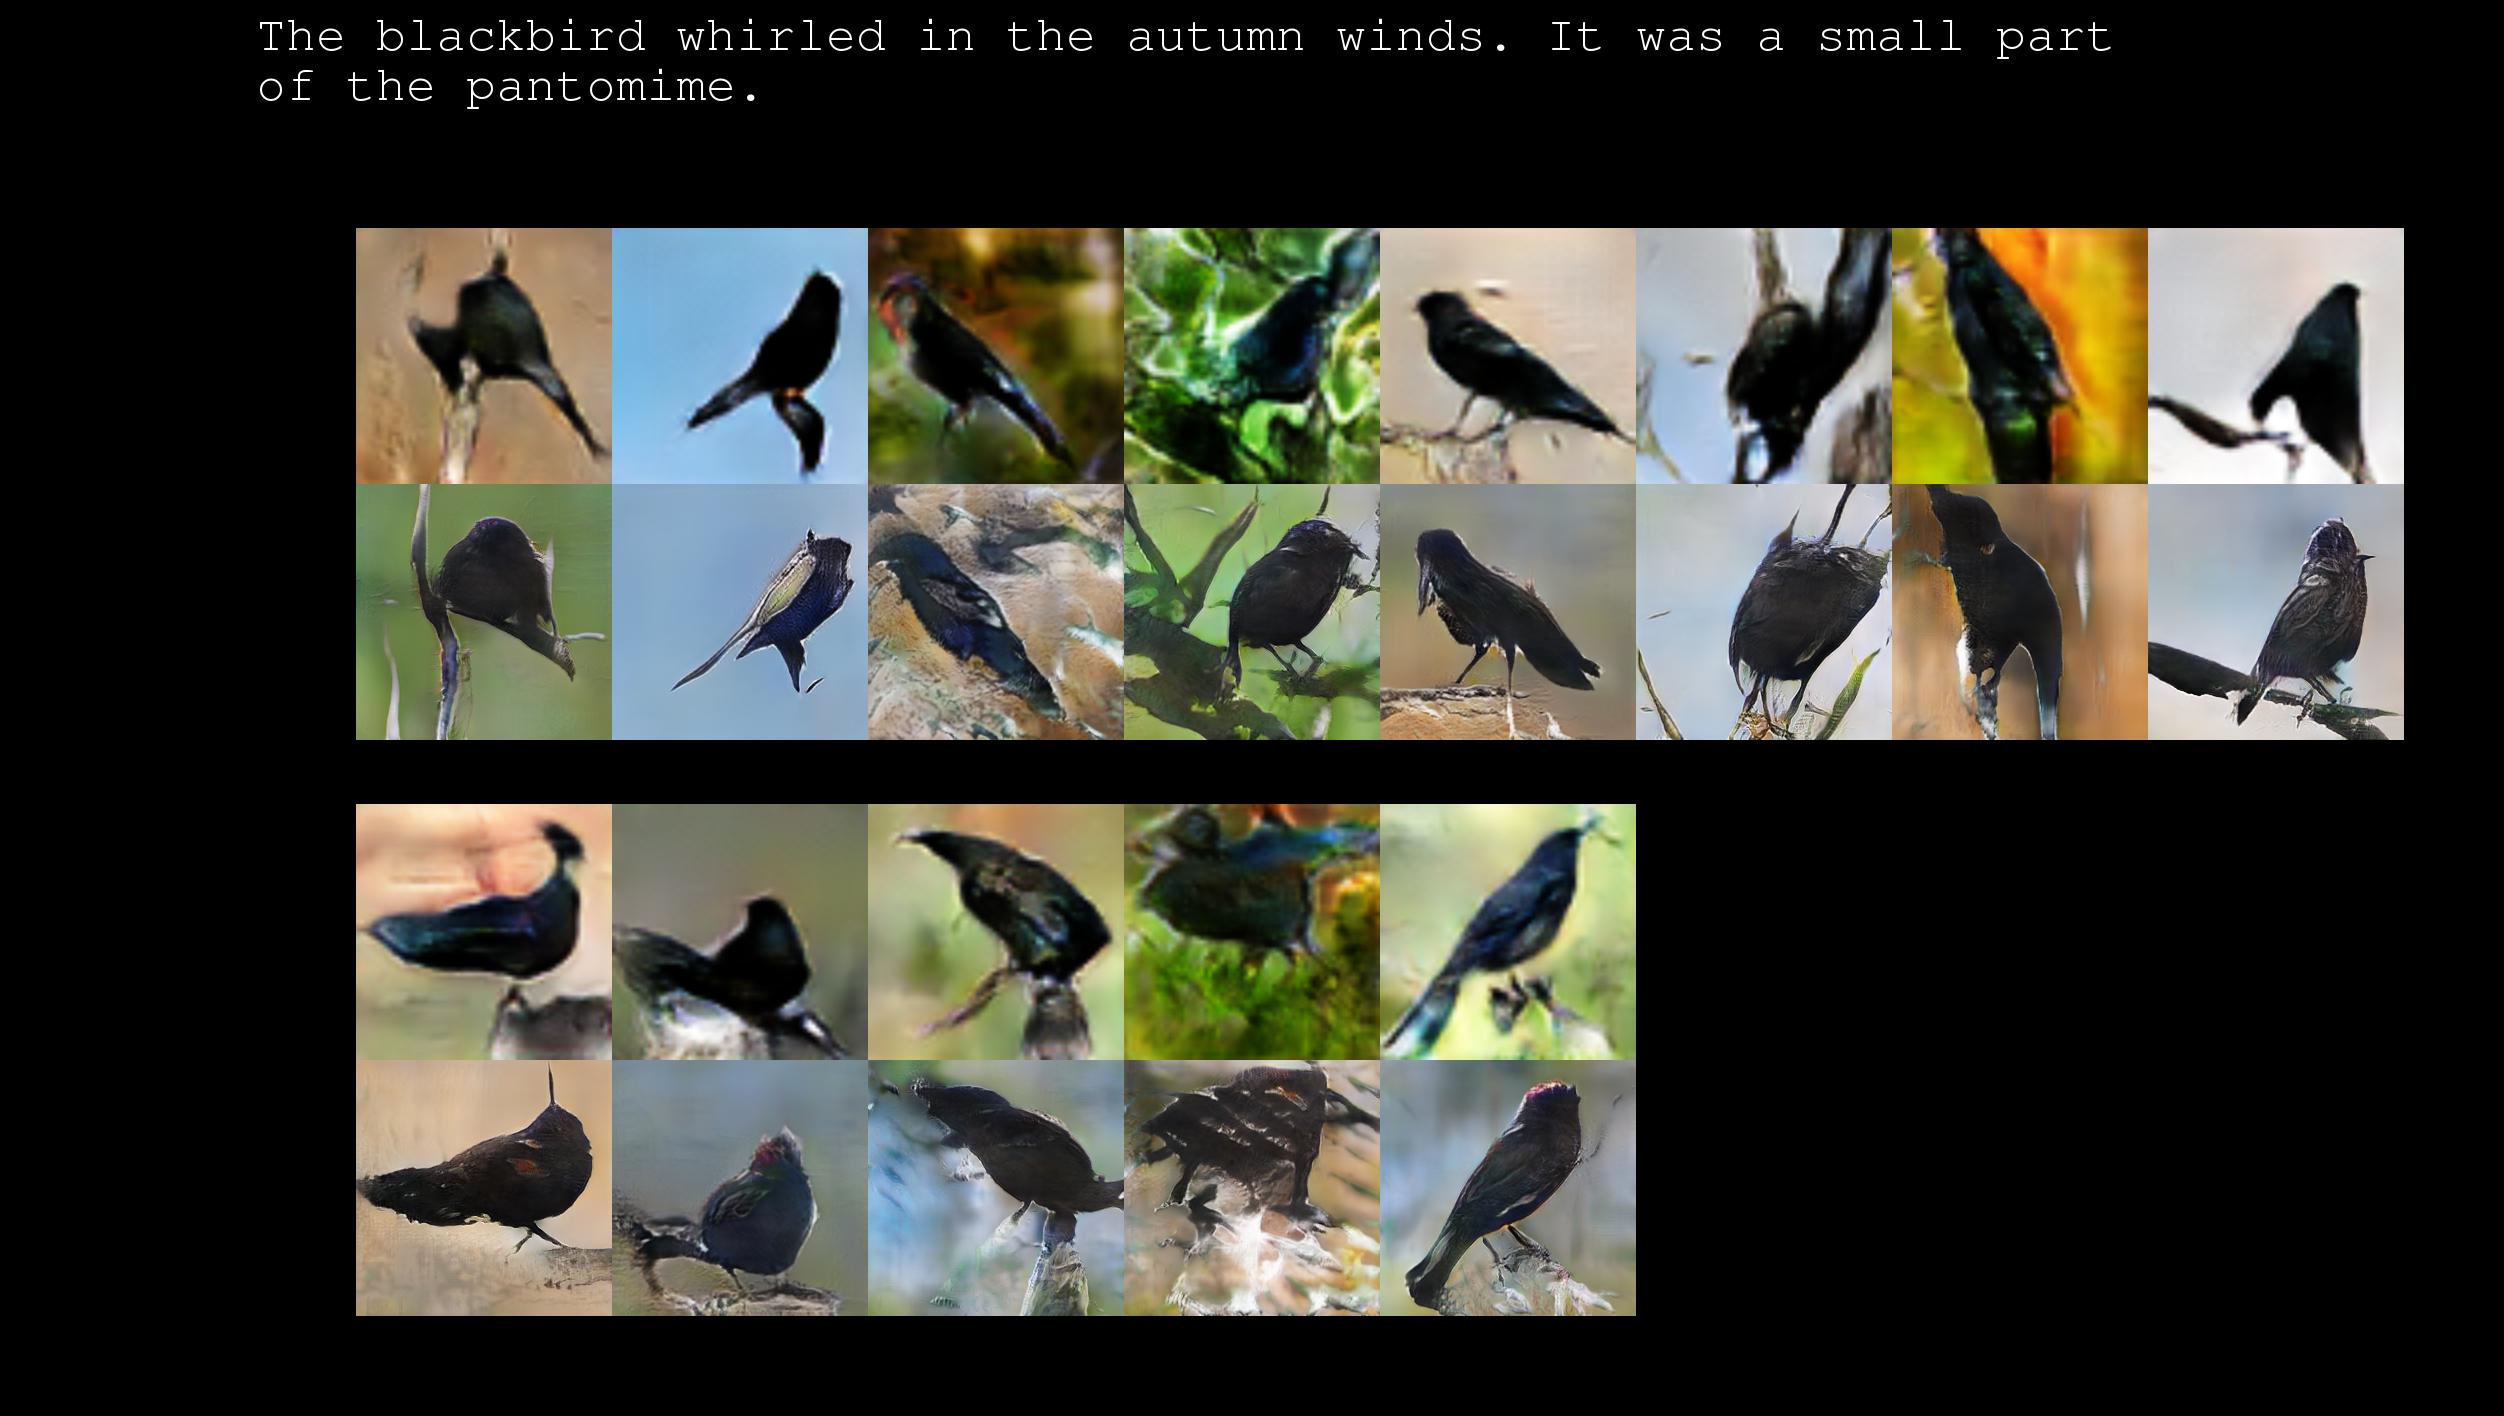 The blackbird whirled in the autumn winds. It was a small part
of the pantomime.